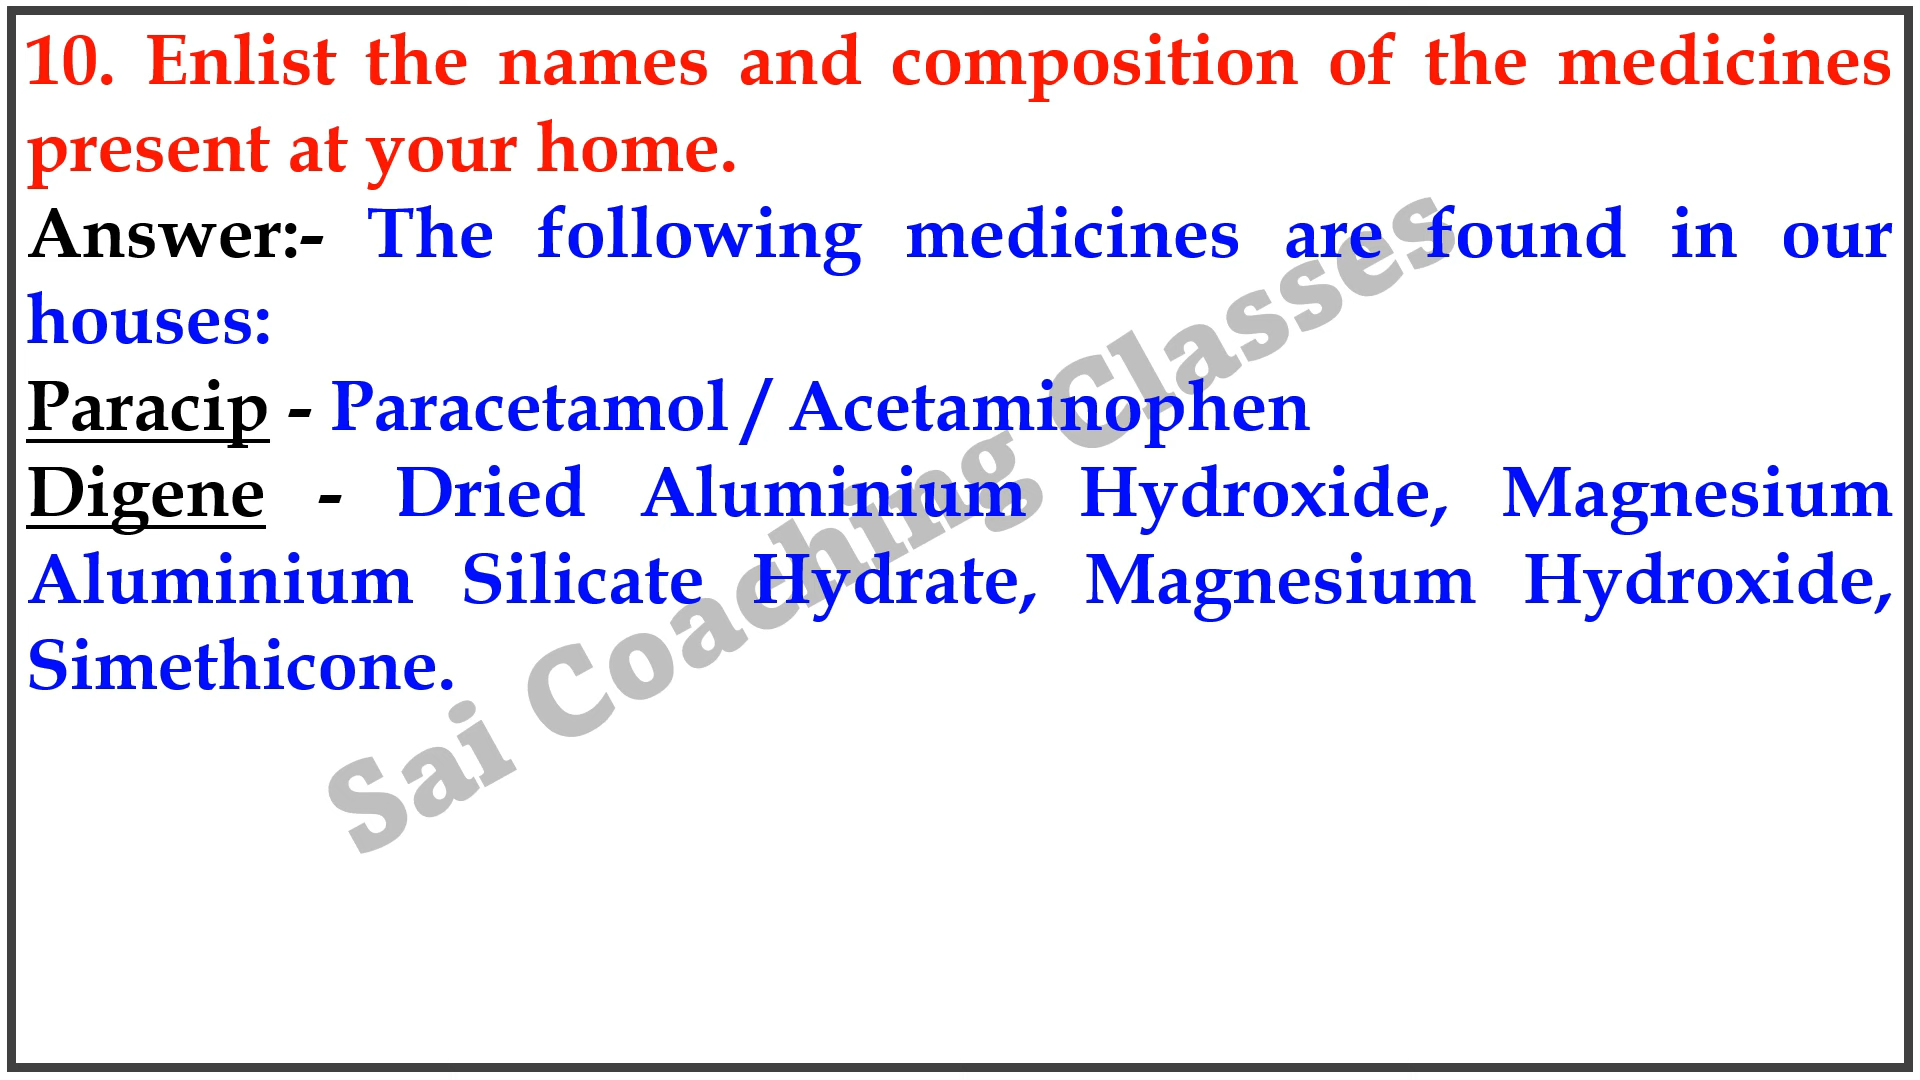 10. Enlist the names and composition of the medicines
present at your home.
Answer:- The following medicines are found in our
houses:
Paracip - Paracetamol / Acetaminophen
Digene - Dried Aluminium Hydroxide, Magnesium
Aluminium Silicate Hydrate, Magnesium Hydroxide,
Simethicone.
Sai Coaching Classes